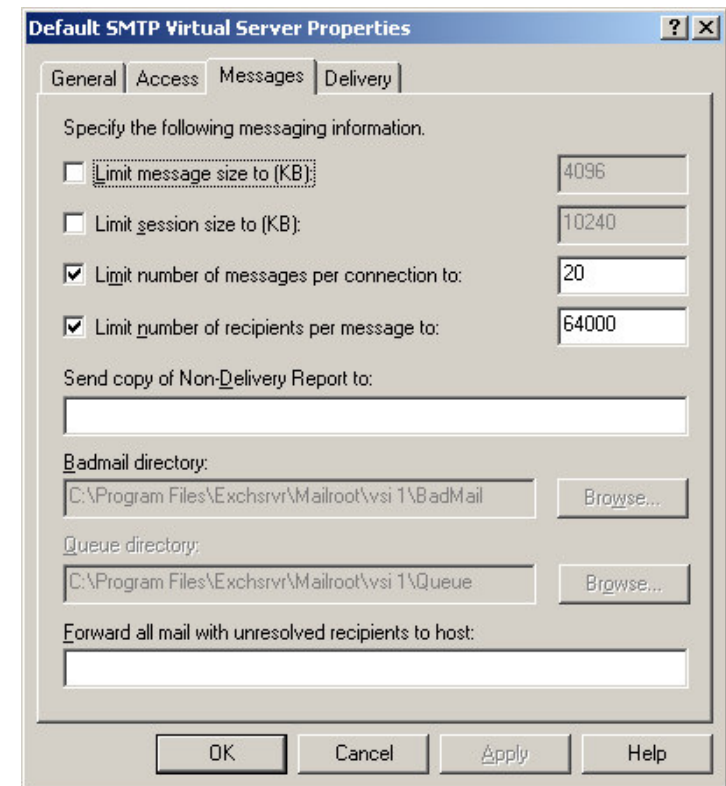 Default SMTP Virtual Server Properties ? X
General Access Messages Delivery
Specify the following messaging information.
Limit message size to (KB): 4096
Limit session size to (KB): 10240
Limit number of messages per connection to: 20
Limit number of recipients per message to: 64000
Send copy of Non-Delivery Report to:
Badmail directory:
C:\Program Files\Exchsrvr\Mailroot\vsi 1\BadMail Browse...
Queue directory:
C:\Program Files\Exchsrvr\Mailroot\vsi 1\Queue Browse...
Forward all mail with unresolved recipients to host:
OK Cancel Apply Help